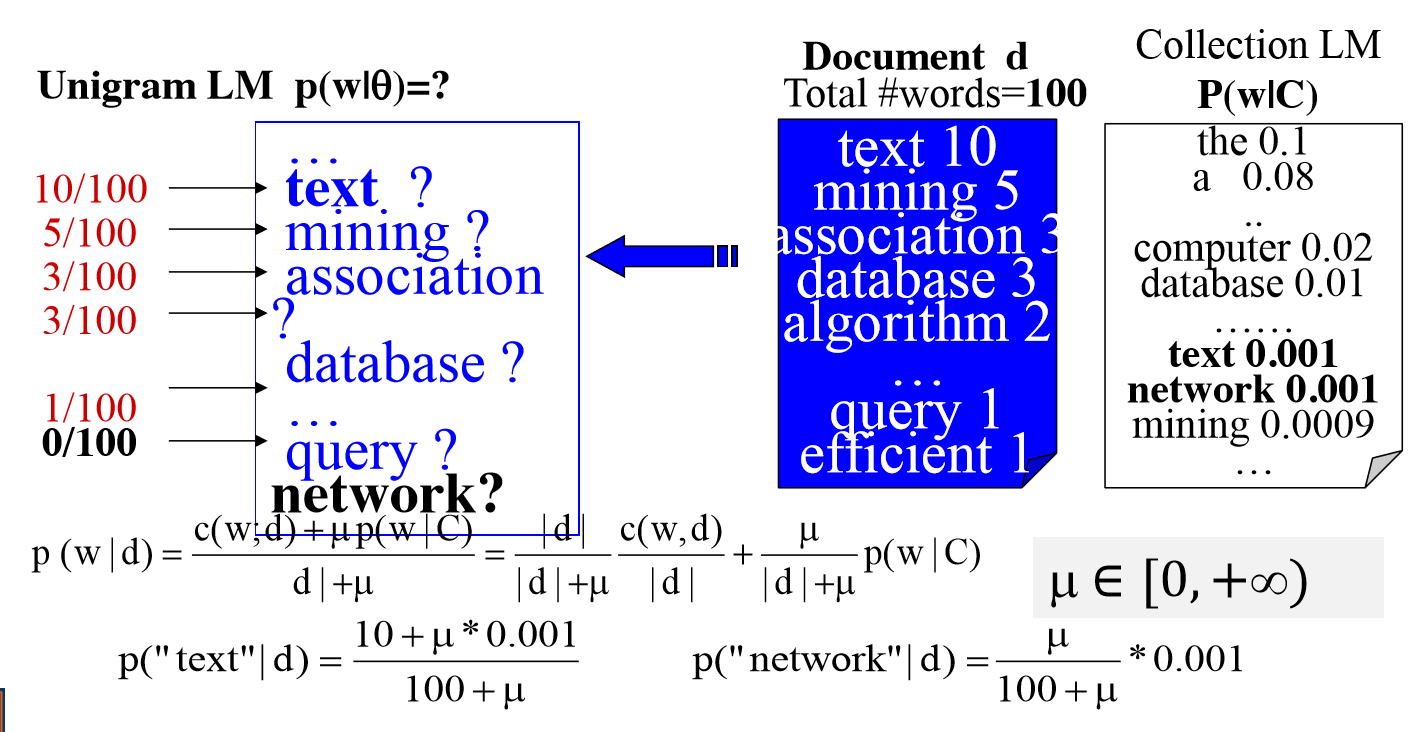 Unigram LM p(w|θ)=?
Document d
Total #words=100
Collection LM
P(w|C)
10/100
5/100
3/100
3/100
1/100
0/100
…
text ?
mining ?
association
?
database ?
…
query ?
network?
text 10
mining 5
association 3
database 3
algorithm 2
…
query 1
efficient 1
the 0.1
a 0.08
..
computer 0.02
database 0.01
……
text 0.001
network 0.001
mining 0.0009
…
p (w | d) = c(w;d) + μ p(w | C) / d | +μ = | d | / | d | +μ c(w,d) / | d | + μ / | d | +μ p(w | C)
μ ∈ [0, +∞)
p("text"| d) = 10 + μ * 0.001 / 100 + μ
p("network"| d) = μ / 100 + μ * 0.001